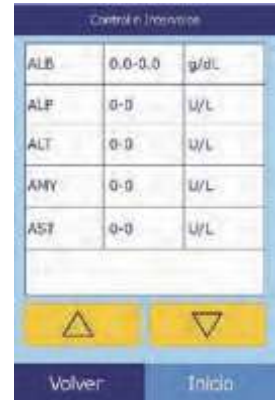 Control n Intervalos
ALB 0.0-0.0 g/dL
ALP 0-0 U/L
ALT 0-0 U/L
AMY 0-0 U/L
AST 0-0 U/L
Volver Inicio